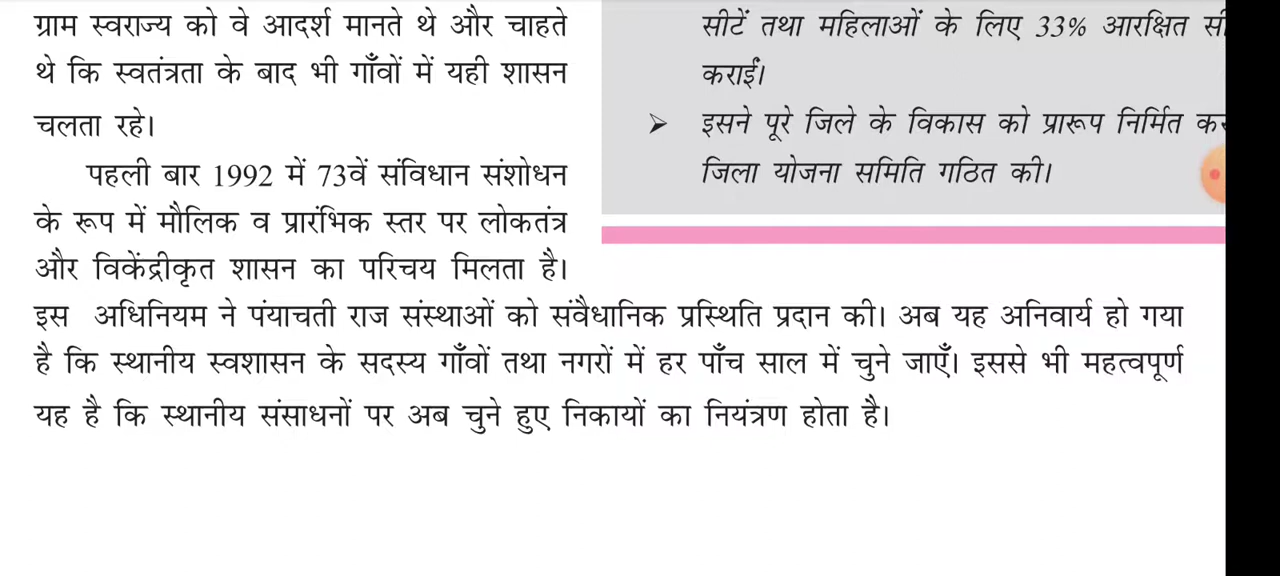 ग्राम स्वराज्य को वे आदर्श मानते थे और चाहते
थे कि स्वतंत्रता के बाद भी गाँवों में यही शासन
चलता रहे।
पहली बार 1992 में 73वें संविधान संशोधन
के रूप में मौलिक व प्रारंभिक स्तर पर लोकतंत्र
और विकेंद्रीकृत शासन का परिचय मिलता है।
इस अधिनियम ने पंयाचती राज संस्थाओं को संवैधानिक प्रस्थिति प्रदान की। अब यह अनिवार्य हो गया
है कि स्थानीय स्वशासन के सदस्य गाँवों तथा नगरों में हर पाँच साल में चुने जाएँ। इससे भी महत्वपूर्ण
यह है कि स्थानीय संसाधनों पर अब चुने हुए निकायों का नियंत्रण होता है।
सीटें तथा महिलाओं के लिए 33% आरक्षित
कराईं।
➤ इसने पूरे जिले के विकास को प्रारूप निर्मित
जिला योजना समिति गठित की।